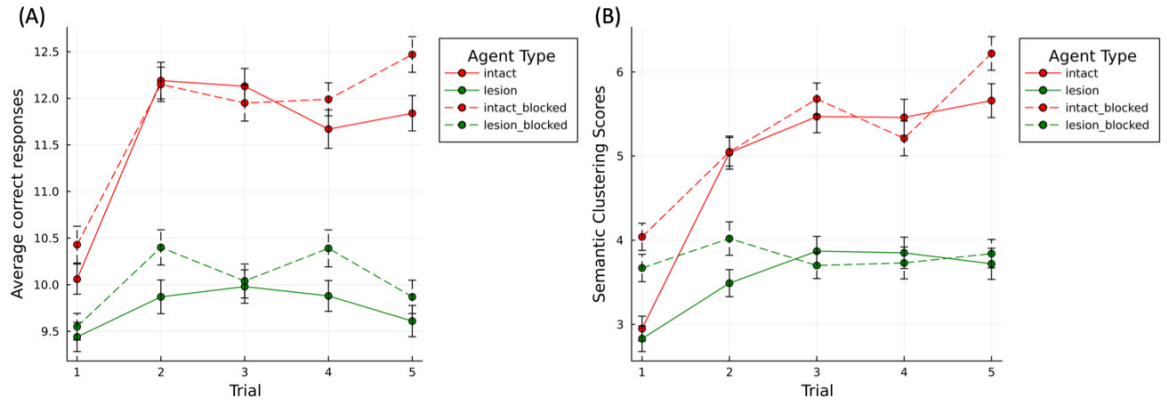 (A)
Average correct responses
12.5
12.0
11.5
11.0
10.5
10.0
9.5
1 2 3 4 5
Trial
Agent Type
intact
lesion
intact_blocked
lesion_blocked
(B)
Semantic Clustering Scores
6
5
4
3
1 2 3 4 5
Trial
Agent Type
intact
lesion
intact_blocked
lesion_blocked